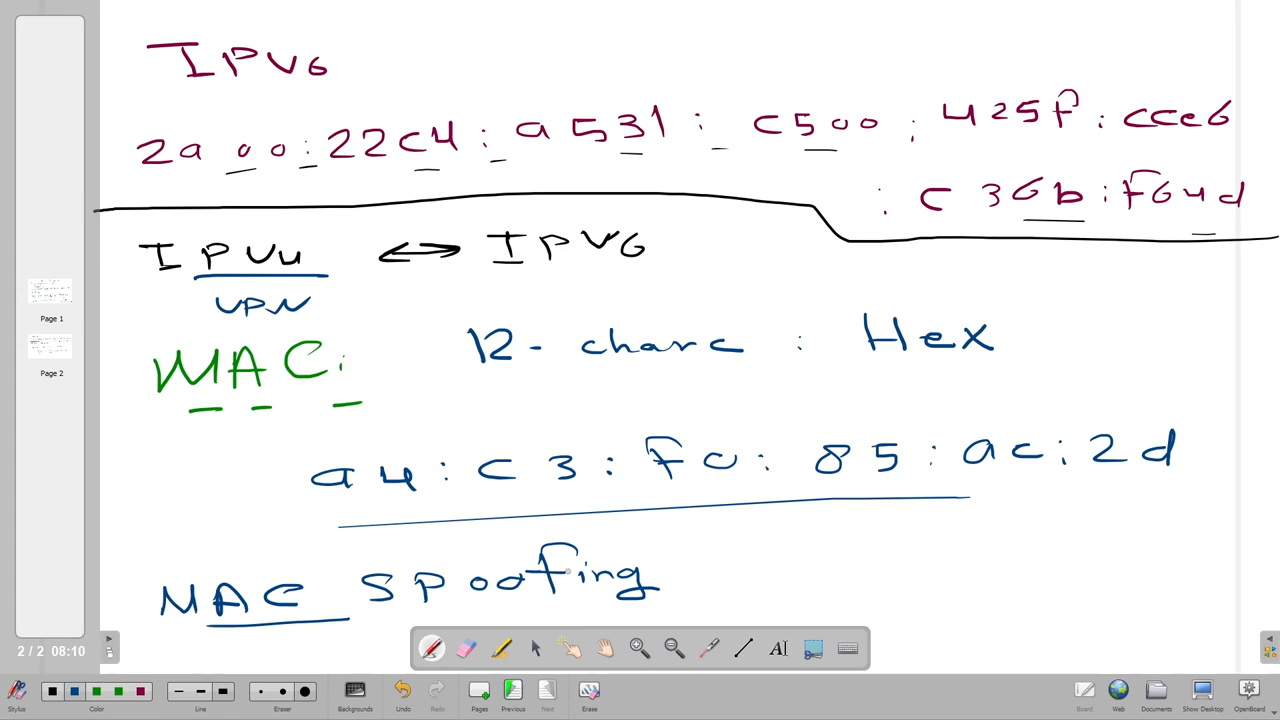 IPV6
2a00:22c4:a531:c500:425f:cce6
:c36b:f64d
IPV4 ↔ IPV6
VPN
MAC: 12-charc : Hex
a4:c3:f0:85:ac:2d
MAC SPoofing
Page 1
Page 2
2 / 2 08:10
Stylus
Color
Line
Eraser
Backgrounds
Undo
Redo
Pages
Previous
Next
Erase
Board
Web
Documents
Show Desktop
OpenBoard